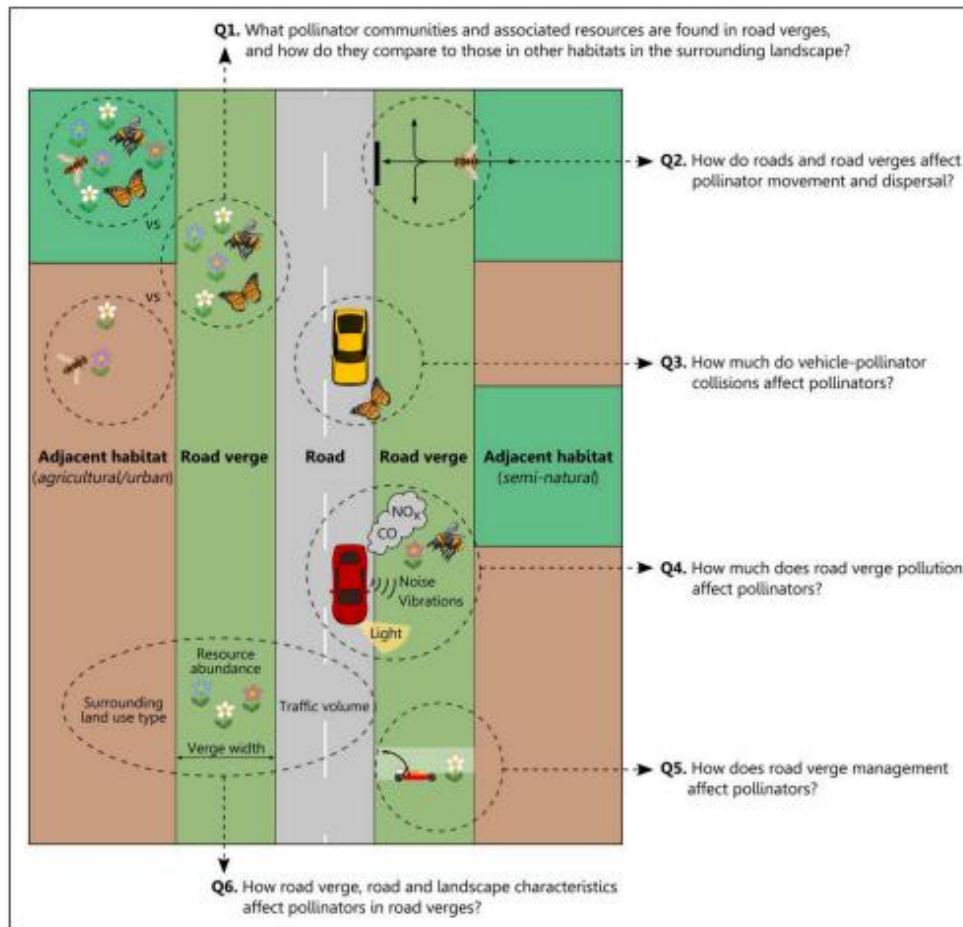 Q1. What pollinator communities and associated resources are found in road verges,
and how do they compare to those in other habitats in the surrounding landscape?
vs
vs
Q2. How do roads and road verges affect
pollinator movement and dispersal?
Q3. How much do vehicle-pollinator
collisions affect pollinators?
Adjacent habitat
(agricultural/urban)
Road verge
Road
Road verge
Adjacent habitat
(semi-natural)
NOx
CO
Noise
Vibrations
Light
Q4. How much does road verge pollution
affect pollinators?
Resource
abundance
Surrounding
land use type
Traffic volume
Verge width
Q5. How does road verge management
affect pollinators?
Q6. How road verge, road and landscape characteristics
affect pollinators in road verges?